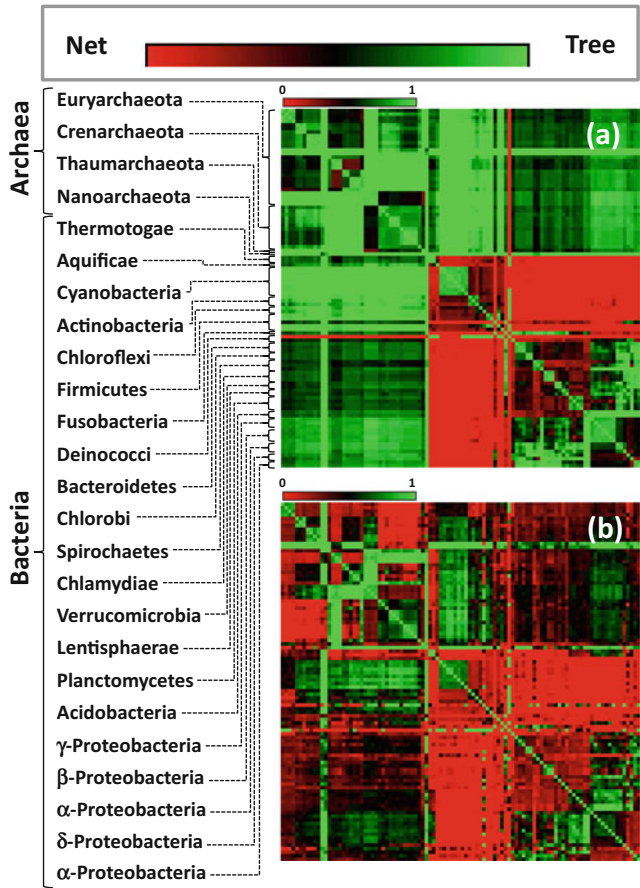 Net Tree
0 1
(a)
Archaea
Euryarchaeota
Crenarchaeota
Thaumarchaeota
Nanoarchaeota
Bacteria
Thermotogae
Aquificae
Cyanobacteria
Actinobacteria
Chloroflexi
Firmicutes
Fusobacteria
Deinococci
Bacteroidetes
Chlorobi
Spirochaetes
Chlamydiae
Verrucomicrobia
Lentisphaerae
Planctomycetes
Acidobacteria
γ-Proteobacteria
β-Proteobacteria
α-Proteobacteria
δ-Proteobacteria
α-Proteobacteria
0 1
(b)